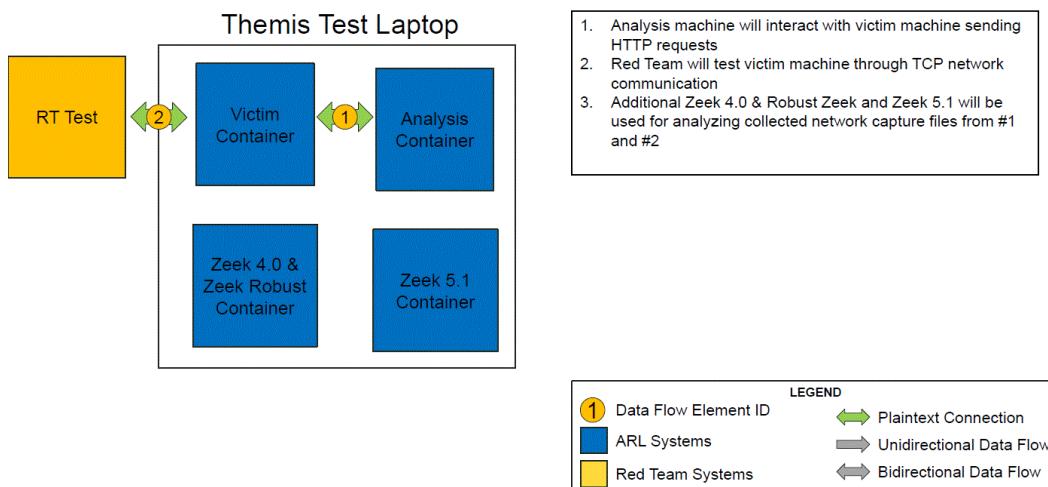 Themis Test Laptop
RT Test
2
Victim
Container
1
Analysis
Container
Zeek 4.0 &
Zeek Robust
Container
Zeek 5.1
Container
1. Analysis machine will interact with victim machine sending
HTTP requests
2. Red Team will test victim machine through TCP network
communication
3. Additional Zeek 4.0 & Robust Zeek and Zeek 5.1 will be
used for analyzing collected network capture files from #1
and #2
LEGEND
1 Data Flow Element ID
ARL Systems
Red Team Systems
Plaintext Connection
Unidirectional Data Flow
Bidirectional Data Flow